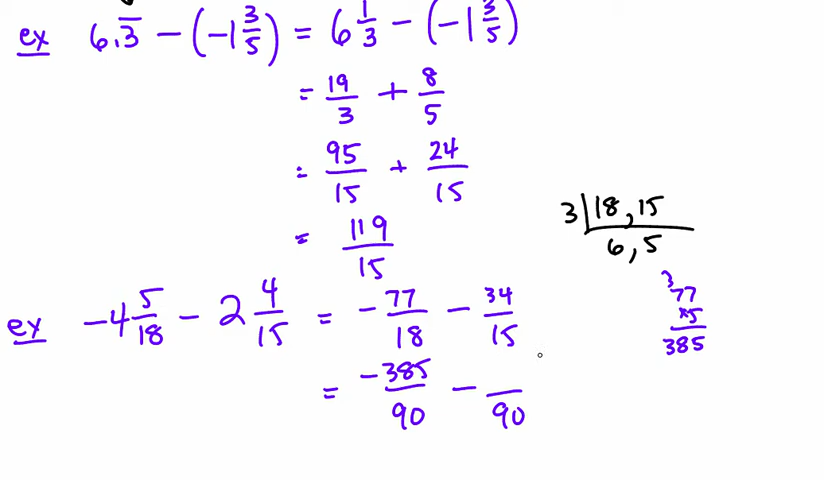 ex 6.3̅ − (−1 3/5) = 6 1/3 − (−1 3/5)
= 19/3 + 8/5
= 95/15 + 24/15
= 119/15
3 | 18, 15
6, 5
ex −4 5/18 − 2 4/15 = −77/18 − 34/15
= −385/90 − /90
3
77
×5
385